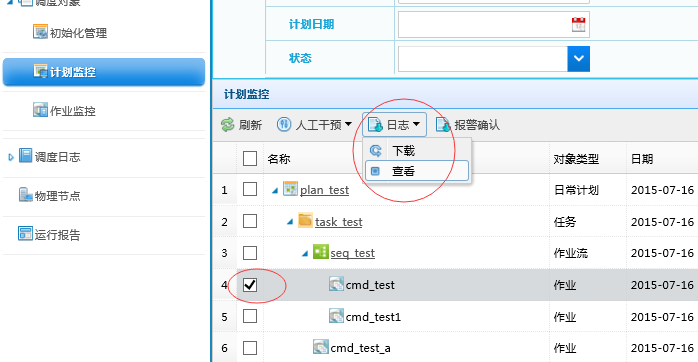 调度对象
初始化管理
计划监控
作业监控
调度日志
物理节点
运行报告
计划日期
状态
计划监控
刷新 人工干预 日志 报警确认
下载
查看
名称 对象类型 日期
1 plan_test 日常计划 2015-07-16
2 task_test 任务 2015-07-16
3 seq_test 作业流 2015-07-16
4 cmd_test 作业 2015-07-16
5 cmd_test1 作业 2015-07-16
6 cmd_test_a 作业 2015-07-16